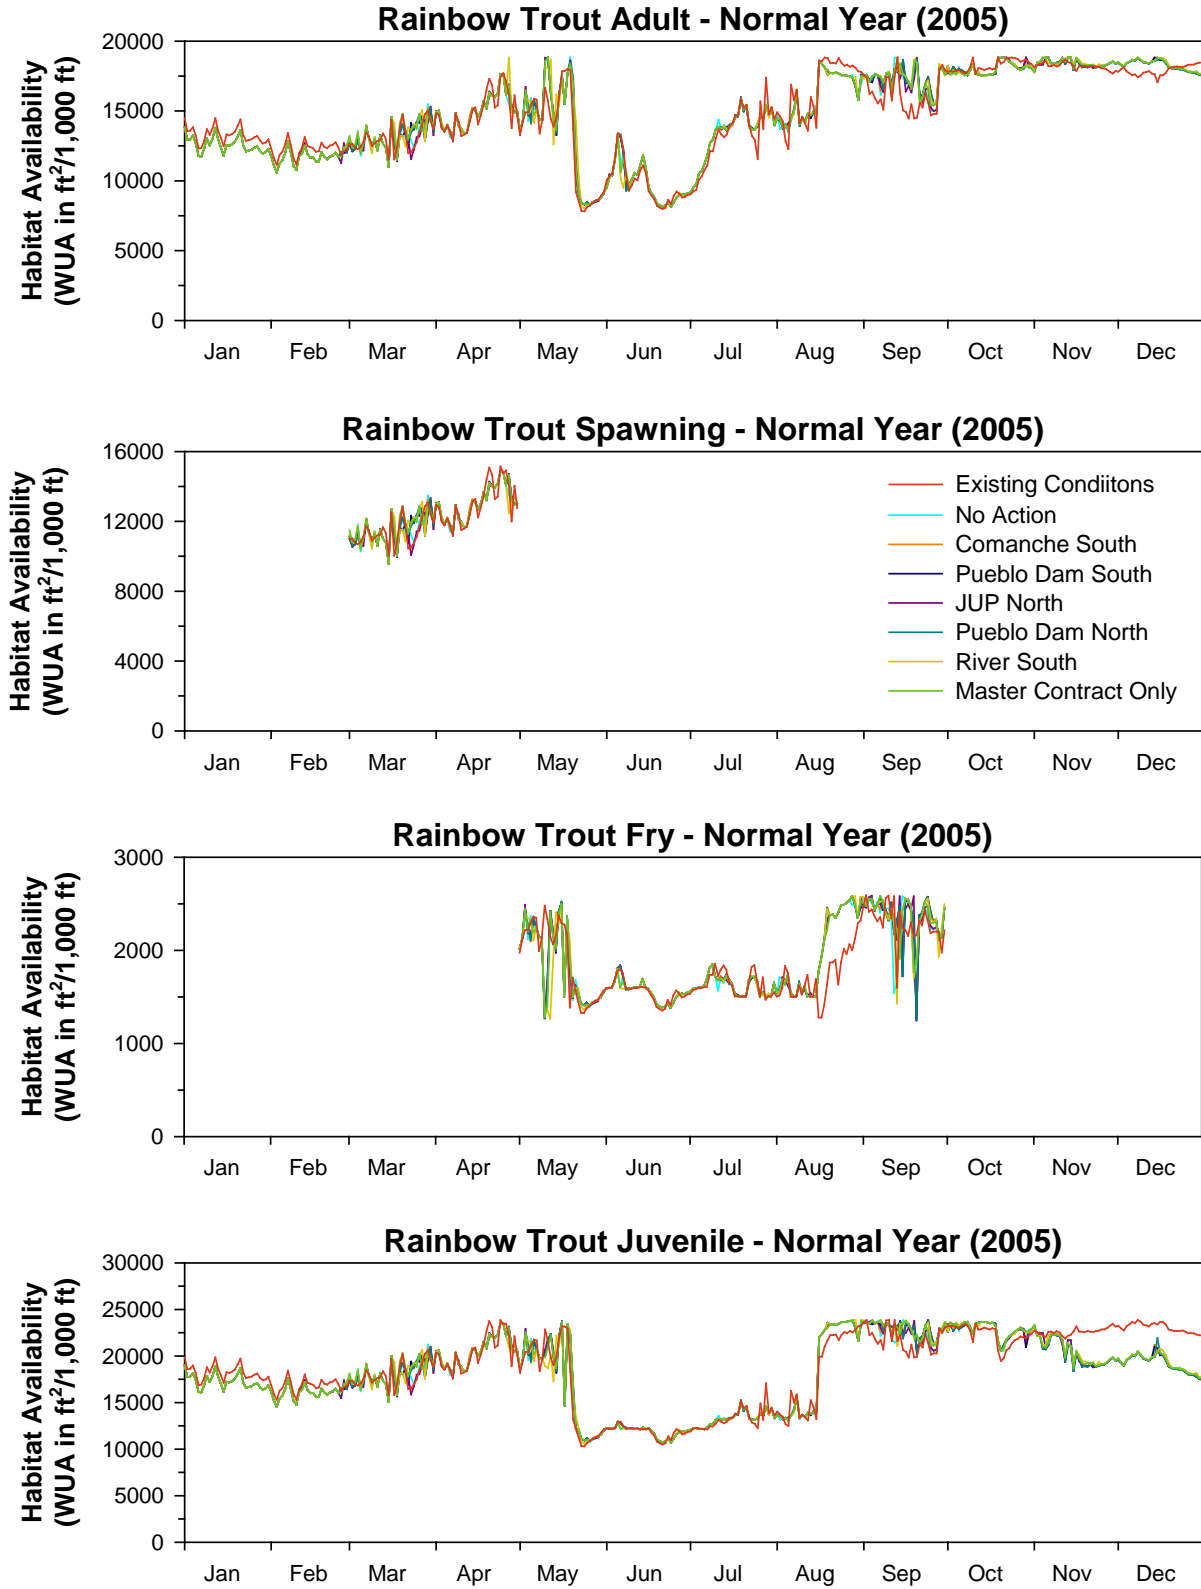 Rainbow Trout Adult - Normal Year (2005)
Habitat Availability
(WUA in ft²/1,000 ft)
20000
15000
10000
5000
0
Jan Feb Mar Apr May Jun Jul Aug Sep Oct Nov Dec
Rainbow Trout Spawning - Normal Year (2005)
Habitat Availability
(WUA in ft²/1,000 ft)
16000
12000
8000
4000
0
Existing Condiitons
No Action
Comanche South
Pueblo Dam South
JUP North
Pueblo Dam North
River South
Master Contract Only
Jan Feb Mar Apr May Jun Jul Aug Sep Oct Nov Dec
Rainbow Trout Fry - Normal Year (2005)
Habitat Availability
(WUA in ft²/1,000 ft)
3000
2000
1000
0
Jan Feb Mar Apr May Jun Jul Aug Sep Oct Nov Dec
Rainbow Trout Juvenile - Normal Year (2005)
Habitat Availability
(WUA in ft²/1,000 ft)
30000
25000
20000
15000
10000
5000
0
Jan Feb Mar Apr May Jun Jul Aug Sep Oct Nov Dec